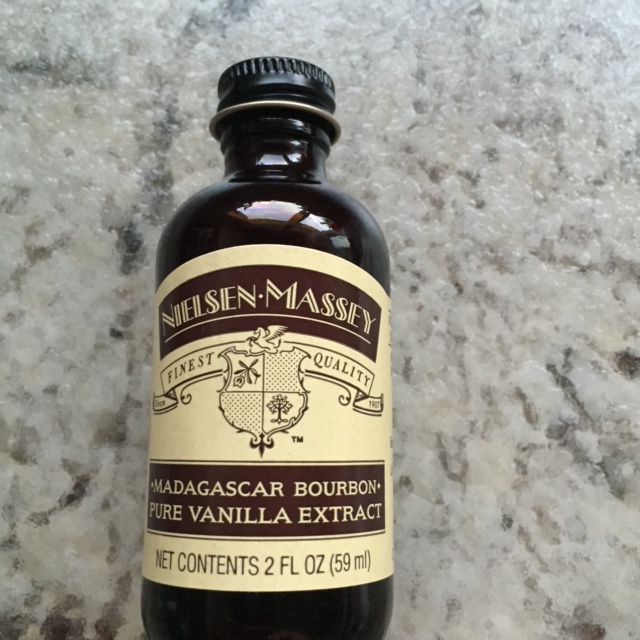 NIELSEN·MASSEY
FINEST QUALITY
SINCE 1907
™
·MADAGASCAR BOURBON·
PURE VANILLA EXTRACT
NET CONTENTS 2 FL OZ (59 ml)